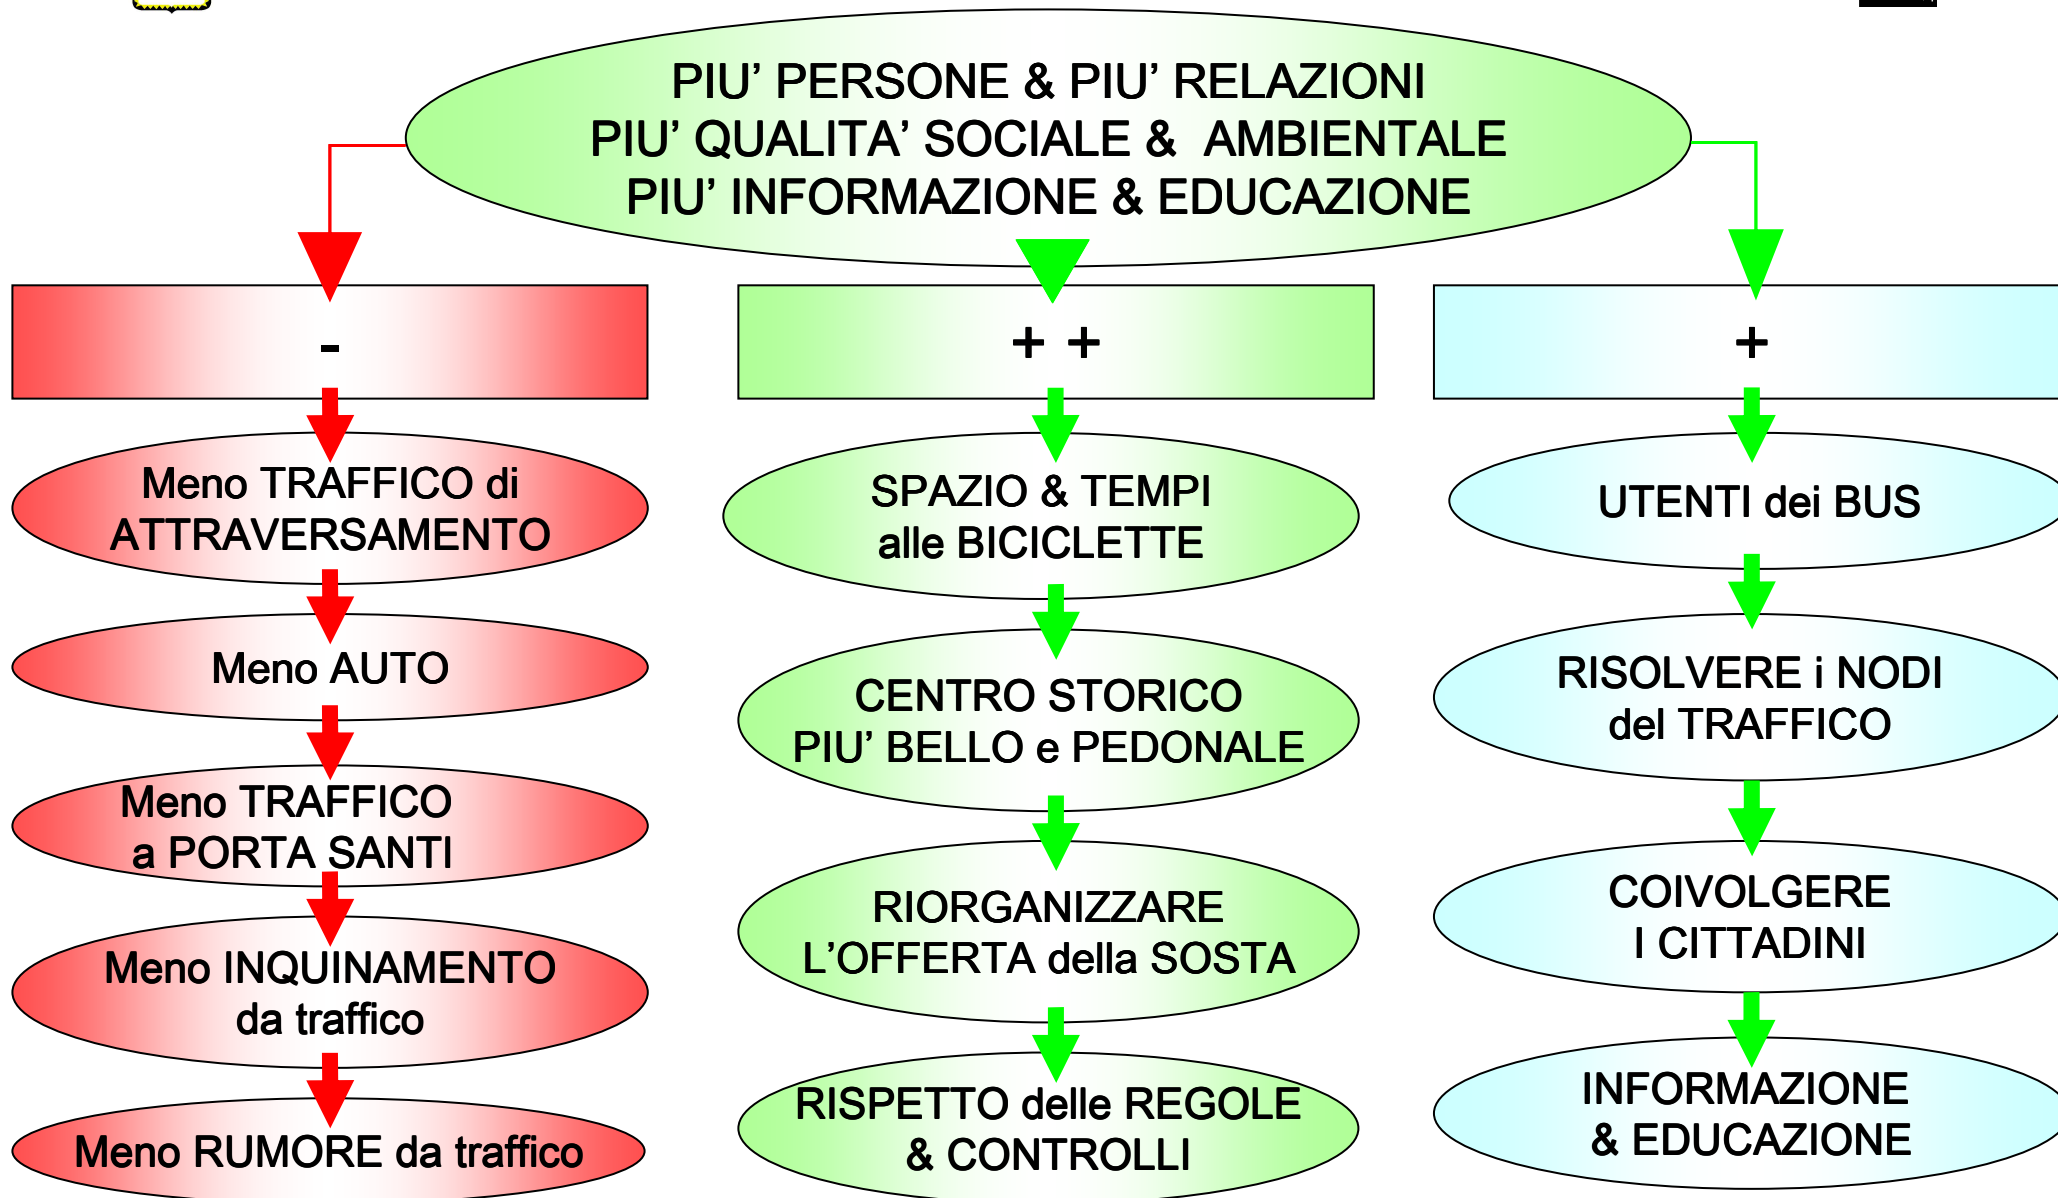 PIU' PERSONE & PIU' RELAZIONI
PIU' QUALITA' SOCIALE & AMBIENTALE
PIU' INFORMAZIONE & EDUCAZIONE
-
+ +
+
Meno TRAFFICO di
ATTRAVERSAMENTO
Meno AUTO
Meno TRAFFICO
a PORTA SANTI
Meno INQUINAMENTO
da traffico
Meno RUMORE da traffico
SPAZIO & TEMPI
alle BICICLETTE
CENTRO STORICO
PIU' BELLO e PEDONALE
RIORGANIZZARE
L'OFFERTA della SOSTA
RISPETTO delle REGOLE
& CONTROLLI
UTENTI dei BUS
RISOLVERE i NODI
del TRAFFICO
COIVOLGERE
I CITTADINI
INFORMAZIONE
& EDUCAZIONE